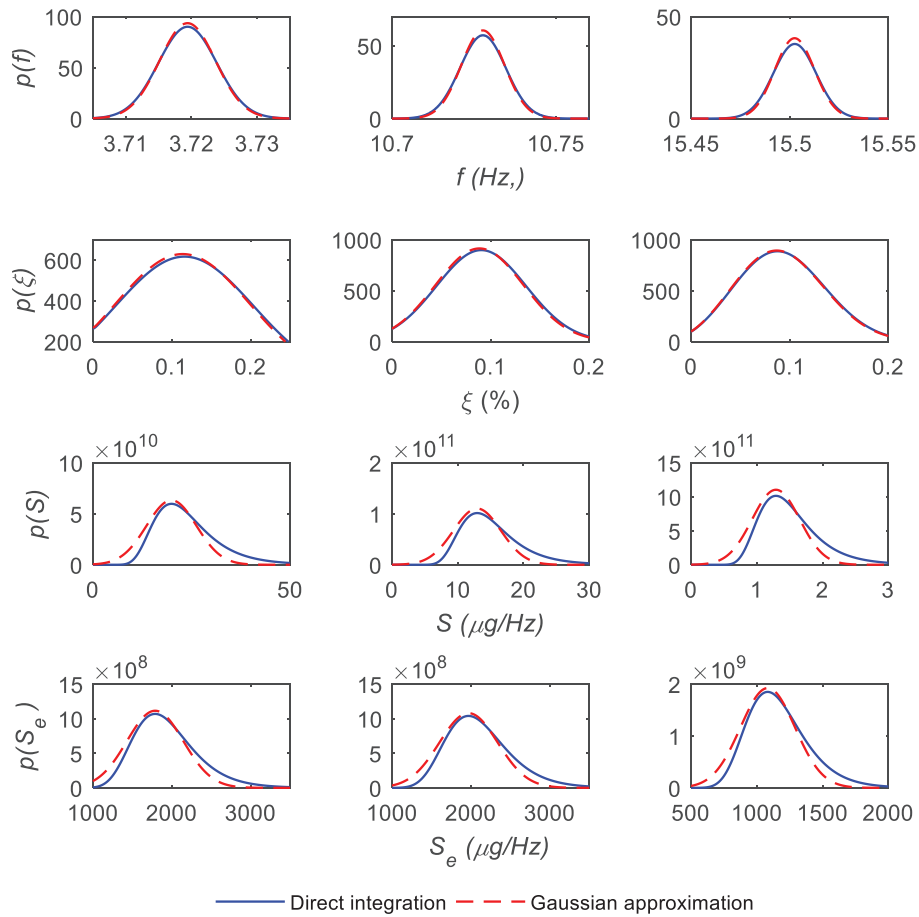 p(f)
100
50
0
3.71 3.72 3.73
50
0
10.7 10.75
50
0
15.45 15.5 15.55
f (Hz,)
p(ξ)
600
400
200
0 0.1 0.2
1000
500
0
0 0.1 0.2
1000
500
0
0 0.1 0.2
ξ (%)
p(S)
×10^10
10
5
0
0 50
×10^11
2
1
0
0 10 20 30
×10^11
15
10
5
0
0 1 2 3
S (μg/Hz)
p(S_e)
×10^8
15
10
5
0
1000 2000 3000
×10^8
15
10
5
0
1000 2000 3000
×10^9
2
1
0
500 1000 1500 2000
S_e (μg/Hz)
Direct integration Gaussian approximation